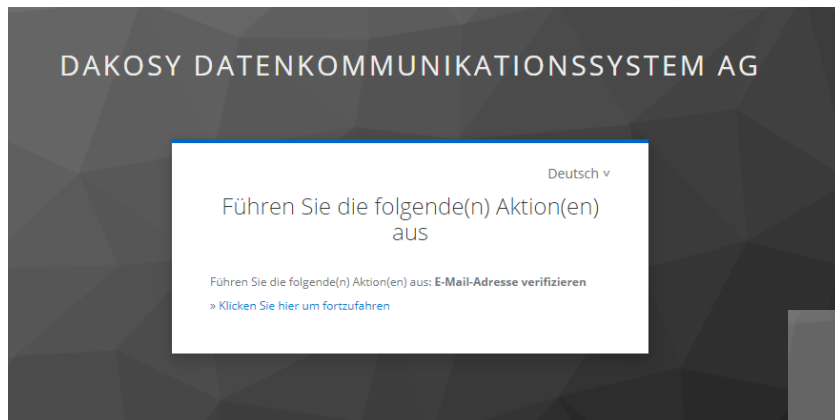 DAKOSY DATENKOMMUNIKATIONSSYSTEM AG
Deutsch v
Führen Sie die folgende(n) Aktion(en)
aus
Führen Sie die folgende(n) Aktion(en) aus: E-Mail-Adresse verifizieren
» Klicken Sie hier um fortzufahren